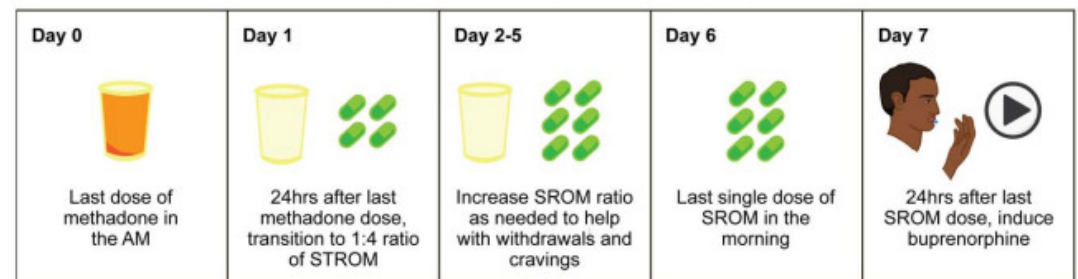 Day 0
Last dose of
methadone in
the AM
Day 1
24hrs after last
methadone dose,
transition to 1:4 ratio
of STROM
Day 2-5
Increase SROM ratio
as needed to help
with withdrawals and
cravings
Day 6
Last single dose of
SROM in the
morning
Day 7
24hrs after last
SROM dose, induce
buprenorphine